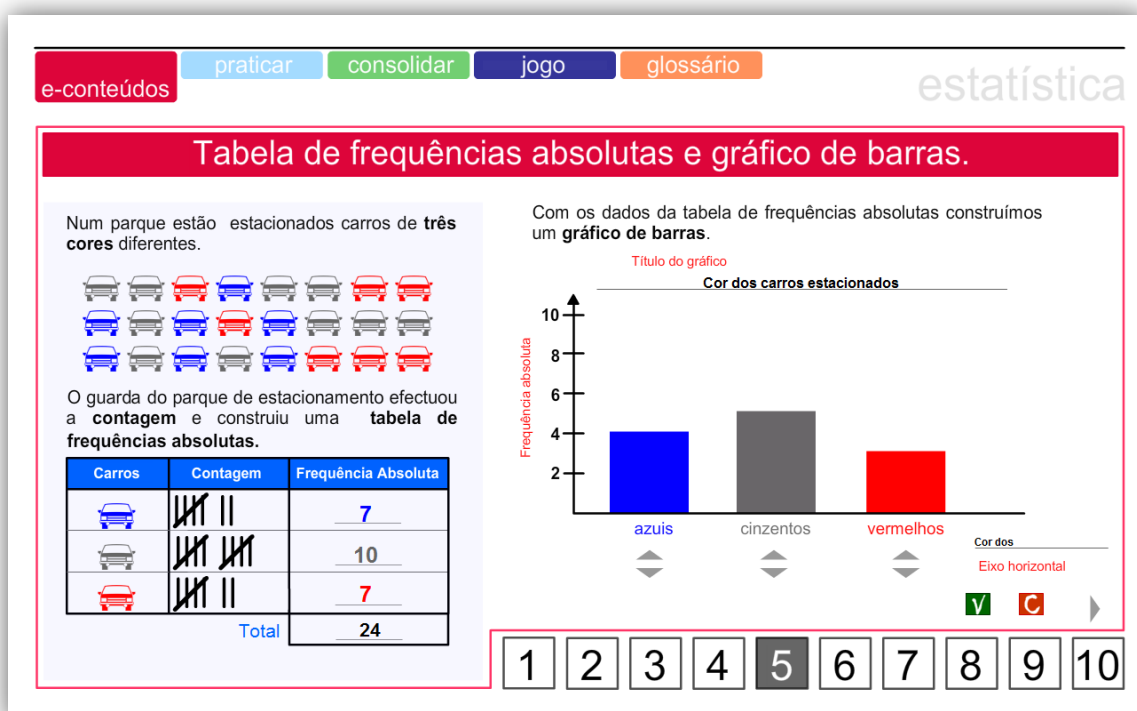 praticar
consolidar
jogo
glossário
e-conteúdos
estatística
Tabela de frequências absolutas e gráfico de barras.
Num parque estão estacionados carros de três
cores diferentes.
O guarda do parque de estacionamento efectuou
a contagem e construiu uma tabela de
frequências absolutas.
Carros Contagem Frequência Absoluta
7
10
7
Total 24
Com os dados da tabela de frequências absolutas construímos
um gráfico de barras.
Título do gráfico
Cor dos carros estacionados
Frequência absoluta
10
8
6
4
2
azuis cinzentos vermelhos
Cor dos
Eixo horizontal
√ C
1 2 3 4 5 6 7 8 9 10